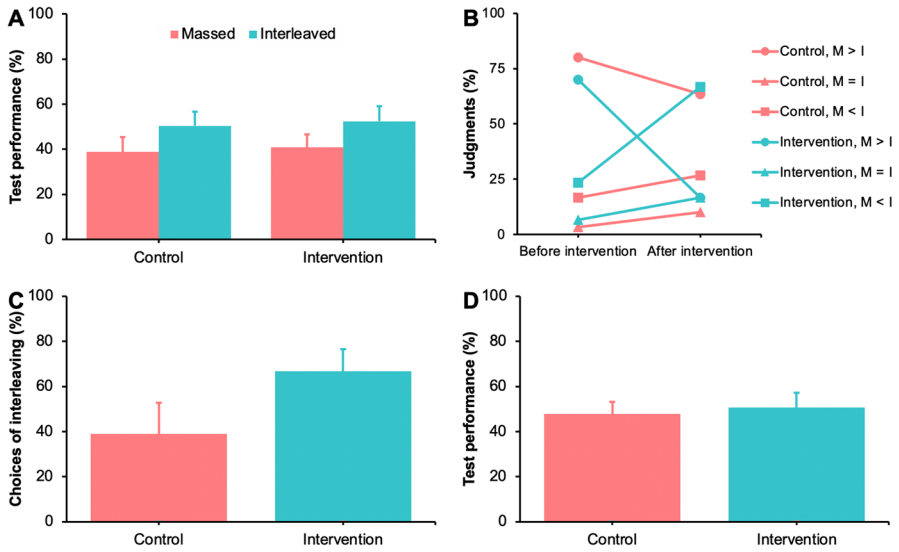 A
Test performance (%)
100
80
60
40
20
0
Massed
Interleaved
Control
Intervention
B
Judgments (%)
100
75
50
25
0
Before intervention
After intervention
Control, M > I
Control, M = I
Control, M < I
Intervention, M > I
Intervention, M = I
Intervention, M < I
C
Choices of interleaving (%)
100
80
60
40
20
0
Control
Intervention
D
Test performance (%)
100
80
60
40
20
0
Control
Intervention